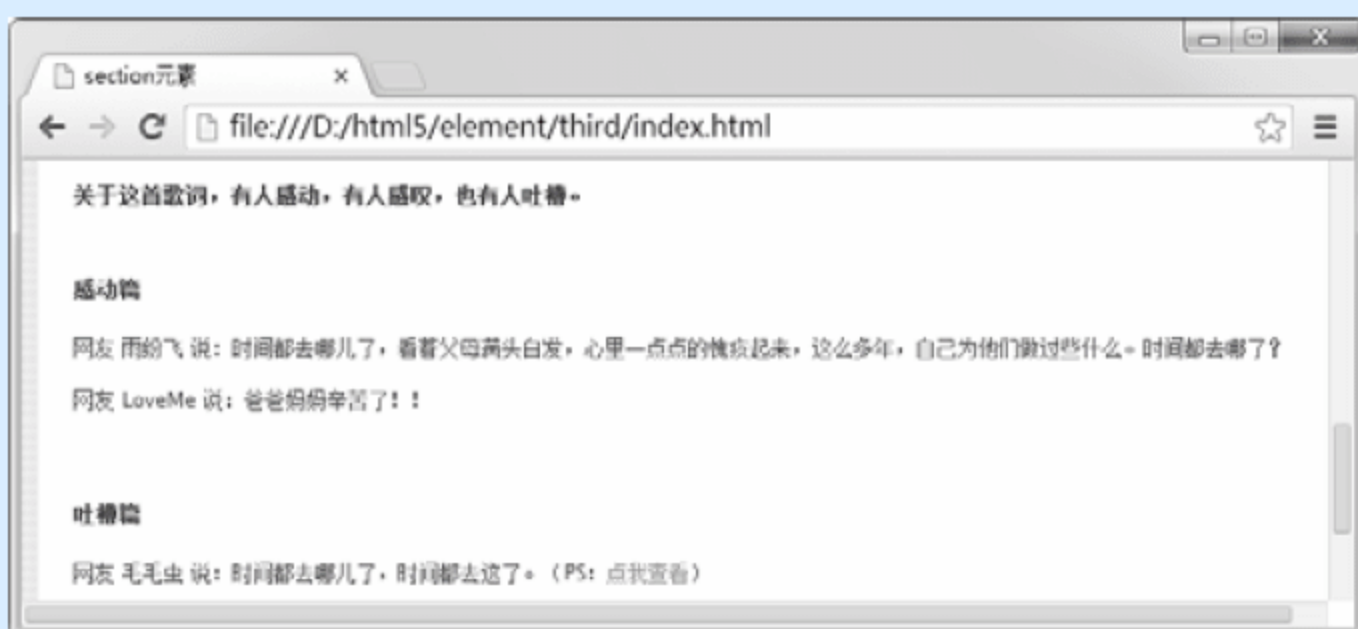 section元素
file:///D:/html5/element/third/index.html
关于这首歌词，有人感动，有人感叹，也有人吐槽。
感动篇
网友 雨纷飞 说：时间都去哪儿了，看着父母满头白发，心里一点点的愧疚起来，这么多年，自己为他们做过些什么。时间都去哪了？
网友 LoveMe 说：爸爸妈妈辛苦了！！
吐槽篇
网友 毛毛虫 说：时间都去哪儿了，时间都去这了。（PS：点我查看）